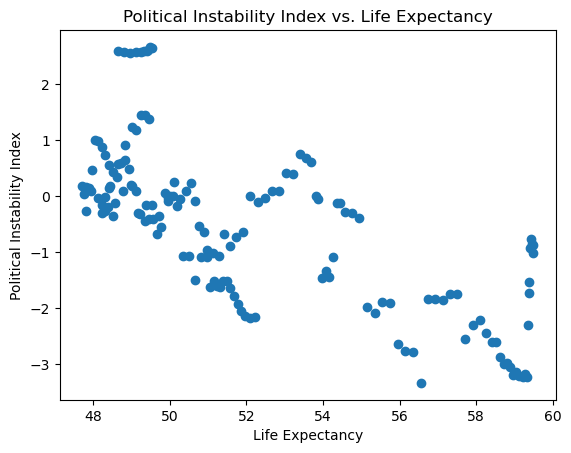 Political Instability Index vs. Life Expectancy
Political Instability Index
2
1
0
−1
−2
−3
48 50 52 54 56 58 60
Life Expectancy